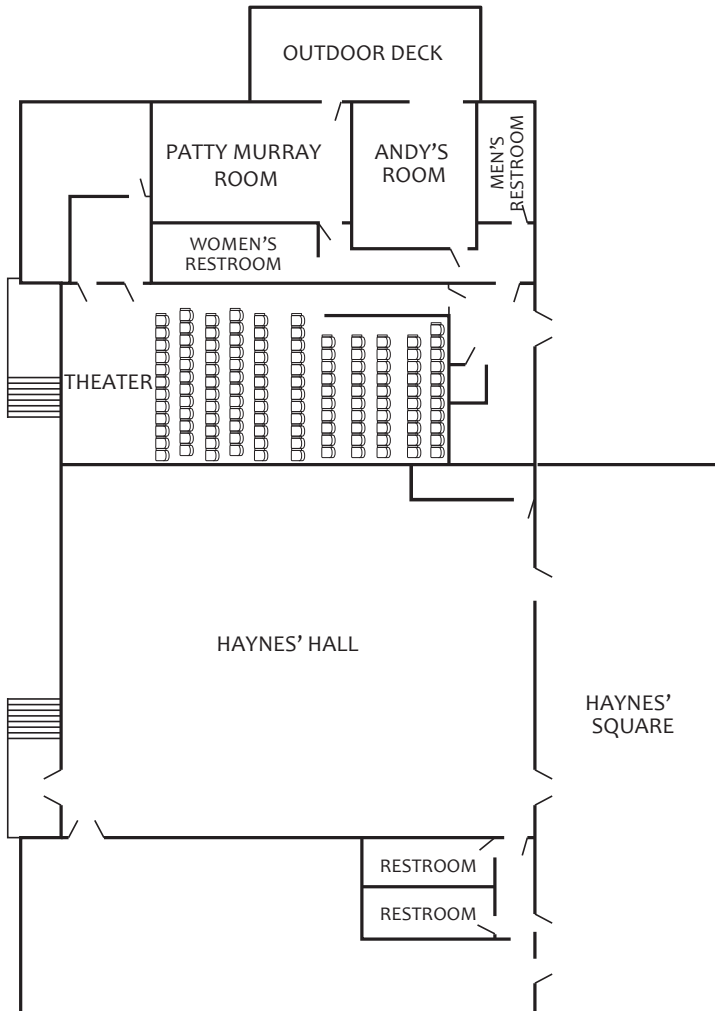 OUTDOOR DECK
PATTY MURRAY
ROOM
ANDY’S
ROOM
MEN’S
RESTROOM
WOMEN’S
RESTROOM
THEATER
HAYNES’ HALL
HAYNES’
SQUARE
RESTROOM
RESTROOM